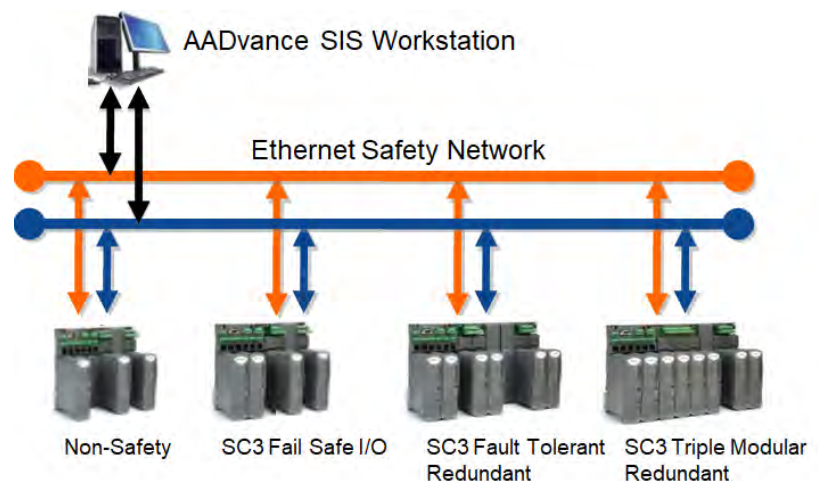 AADvance SIS Workstation
Ethernet Safety Network
Non-Safety
SC3 Fail Safe I/O
SC3 Fault Tolerant
Redundant
SC3 Triple Modular
Redundant